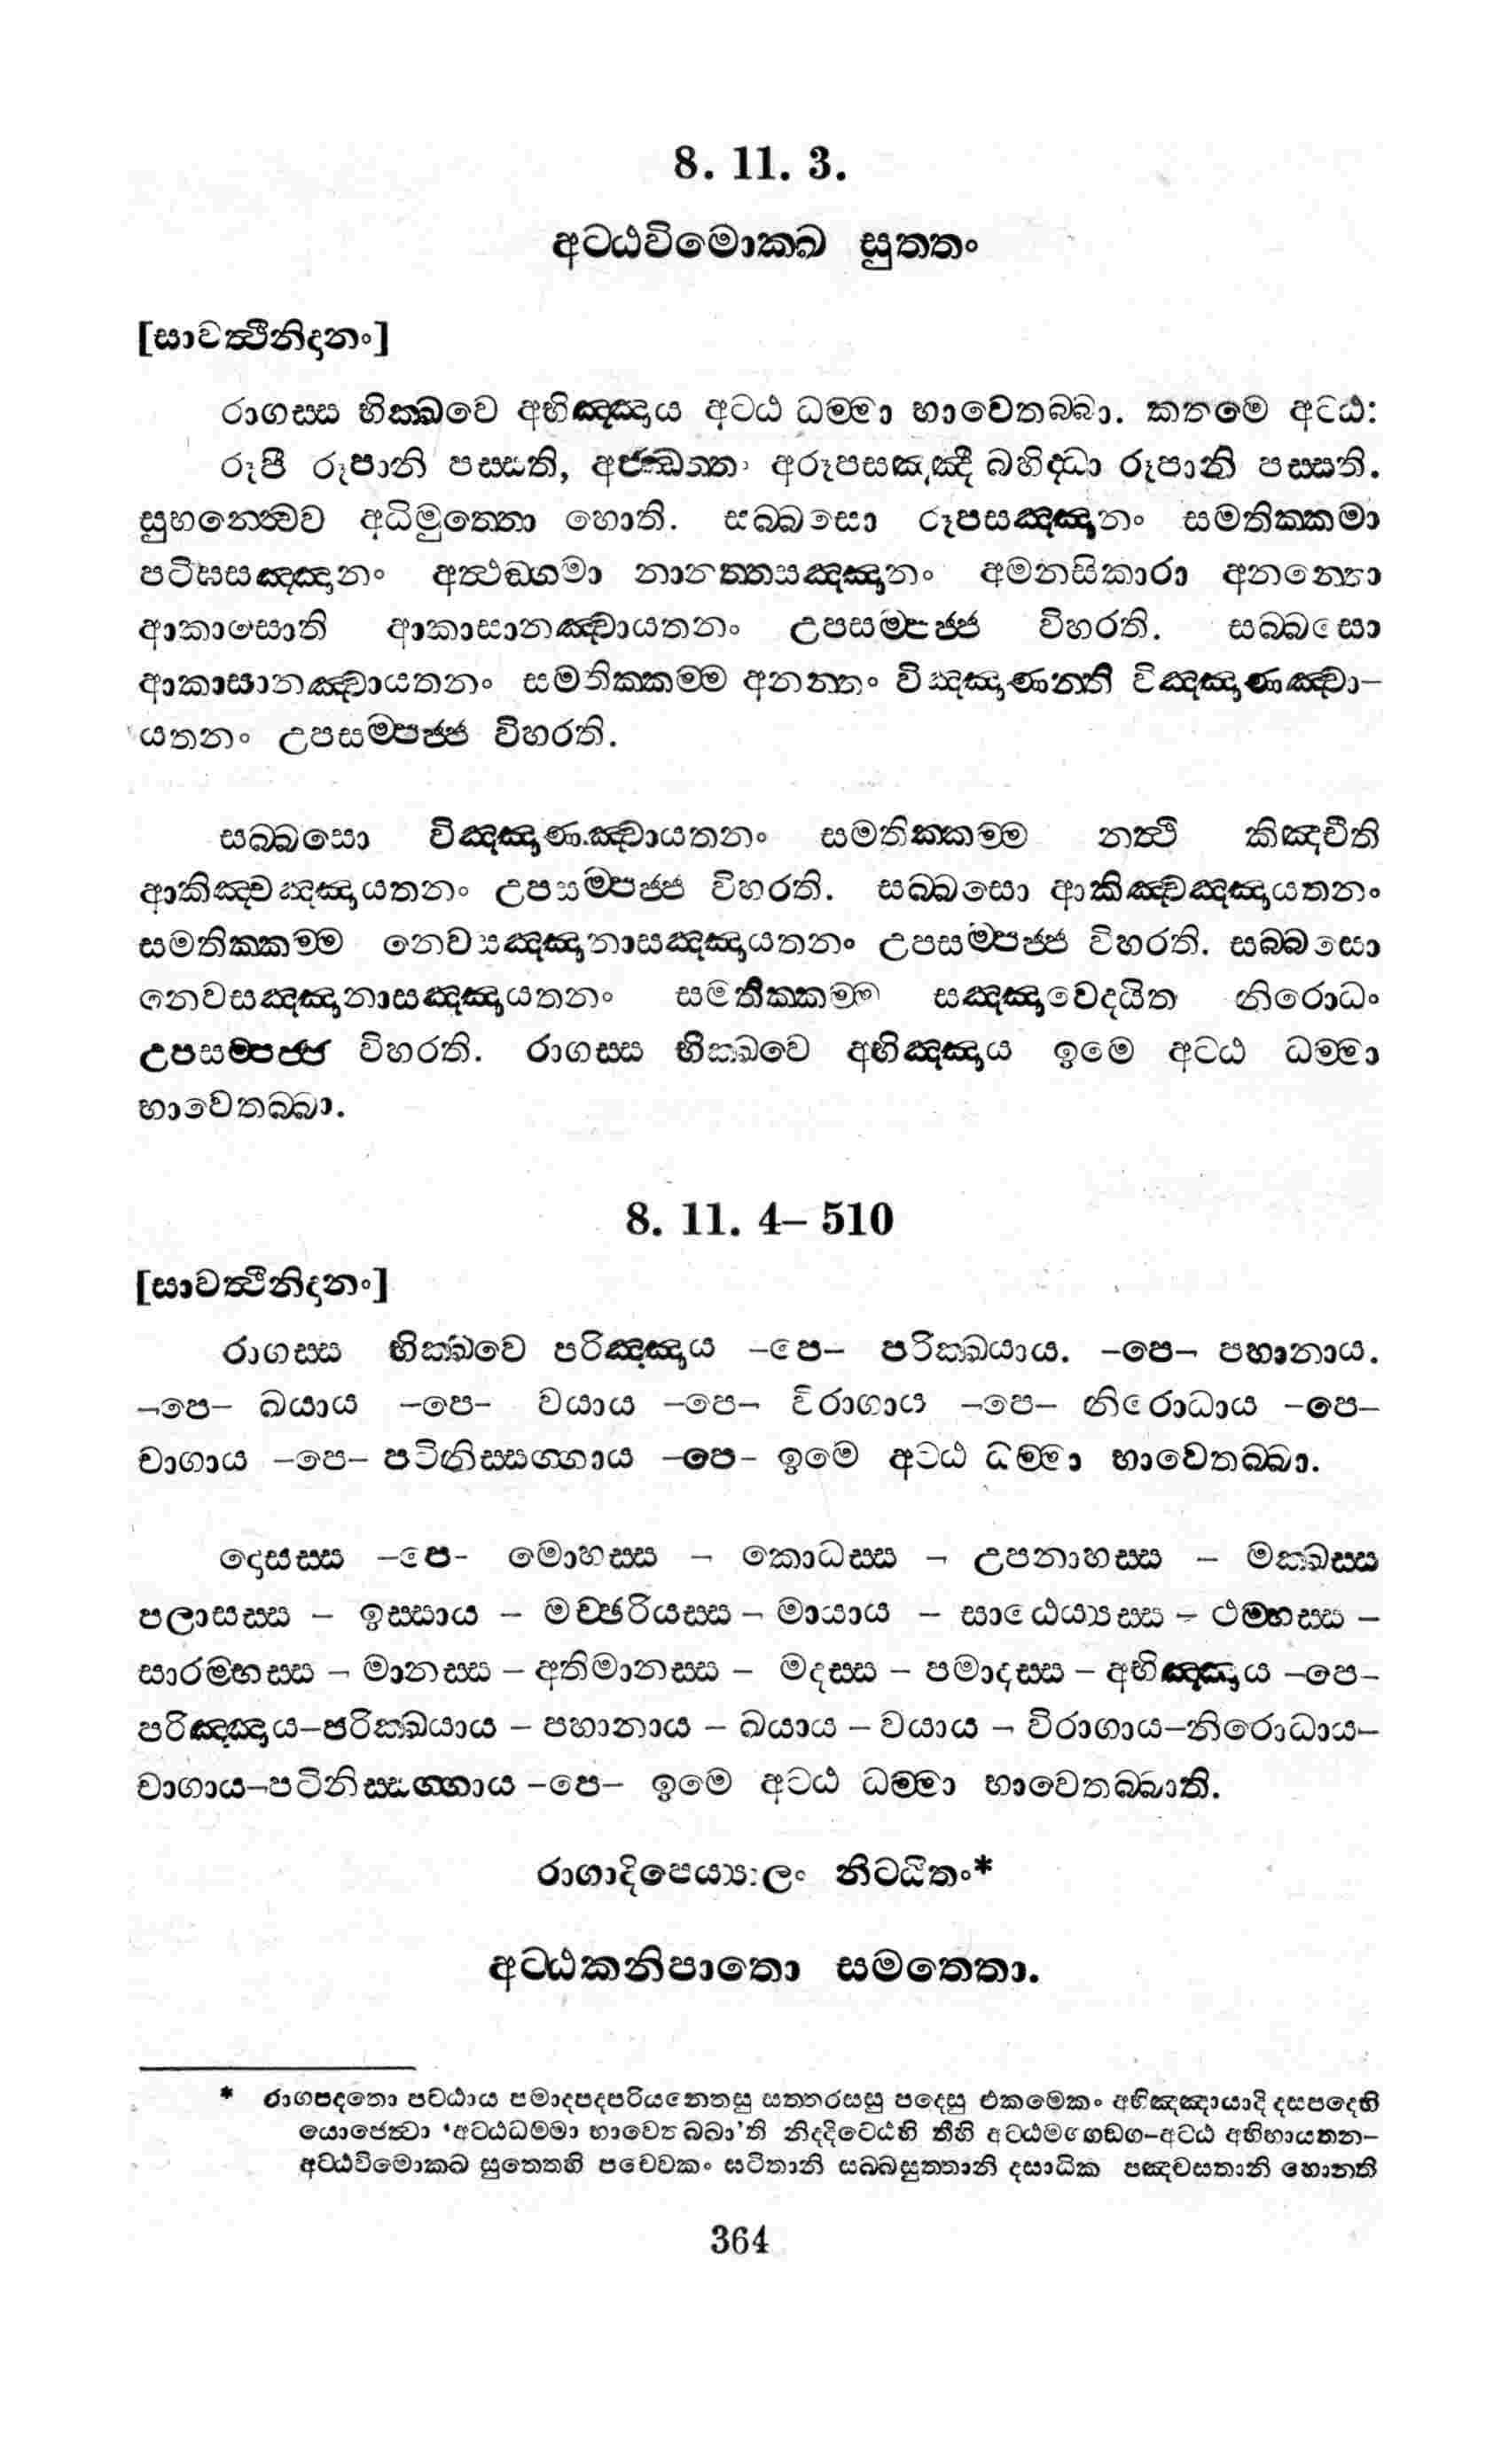 8. 11. 3.
අට්ඨවිමොක්ඛ සුත්තං
[සාවත්ථිනිදානං]
රාගස්ස භික්ඛවෙ අභිඤ්ඤාය අට්ඨ ධම්මා භාවෙතබ්බා. කතමෙ අට්ඨ:
රූපී රූපානි පස්සති, අජ්ඣත්තං අරූපසඤ්ඤී බහිද්ධා රූපානි පස්සති.
සුභන්ත්වෙව අධිමුත්තො හොති. සබ්බසො රූපසඤ්ඤානං සමතික්කමා
පටිඝසඤ්ඤානං අත්ථඞ්ගමා නානත්තසඤ්ඤානං අමනසිකාරා අනන්තො
ආකාසොති ආකාසානඤ්චායතනං උපසම්පජ්ජ විහරති. සබ්බසො
ආකාසානඤ්චායතනං සමතික්කම්ම අනන්තං විඤ්ඤාණන්ති විඤ්ඤාණඤ්චා–
යතනං උපසම්පජ්ජ විහරති.
සබ්බසො විඤ්ඤාණඤ්චායතනං සමතික්කම්ම නත්ථි කිඤ්චීති
ආකිඤ්චඤ්ඤායතනං උපසම්පජ්ජ විහරති. සබ්බසො ආකිඤ්චඤ්ඤායතනං
සමතික්කම්ම නෙවසඤ්ඤානාසඤ්ඤායතනං උපසම්පජ්ජ විහරති. සබ්බසො
නෙවසඤ්ඤානාසඤ්ඤායතනං සමතික්කම්ම සඤ්ඤාවෙදයිත නිරොධං
උපසම්පජ්ජ විහරති. රාගස්ස භික්ඛවෙ අභිඤ්ඤාය ඉමෙ අට්ඨ ධම්මා
භාවෙතබ්බා.
8. 11. 4– 510
[සාවත්ථිනිදානං]
රාගස්ස භික්ඛවෙ පරිඤ්ඤාය –පෙ– පරික්ඛයාය. –පෙ– පහානාය.
–පෙ– ඛයාය –පෙ– වයාය –පෙ– විරාගාය –පෙ– නිරොධාය –පෙ–
චාගාය –පෙ– පටිනිස්සග්ගාය –පෙ– ඉමෙ අට්ඨ ධම්මා භාවෙතබ්බා.
දොසස්ස –පෙ– මොහස්ස – කොධස්ස – උපනාහස්ස – මක්ඛස්ස
පලාසස්ස – ඉස්සාය – මච්ඡරියස්ස – මායාය – සාඨෙය්‍යස්ස – ථම්භස්ස –
සාරම්භස්ස – මානස්ස – අතිමානස්ස – මදස්ස – පමාදස්ස – අභිඤ්ඤාය –පෙ–
පරිඤ්ඤාය–පරික්ඛයාය – පහානාය – ඛයාය – වයාය – විරාගාය–නිරොධාය–
චාගාය–පටිනිස්සග්ගාය –පෙ– ඉමෙ අට්ඨ ධම්මා භාවෙතබ්බාති.
රාගාදිපෙය්‍යාලං නිට්ඨිතං*
අට්ඨකනිපාතො සමත්තො.
* රාගපදතො පට්ඨාය පමාදපදපරියන්තෙසු සත්තරසසු පදෙසු එකමෙකං අභිඤ්ඤායාදි දසපදෙභි
යොජෙත්වා ‘අට්ඨධම්මා භාවෙතබ්බා’ති නිද්දිට්ඨෙහි තීහි අට්ඨමග්ගඞ්ග–අට්ඨ අභිභායතන–
අට්ඨවිමොක්ඛ සුත්තෙහි පච්චෙකං ඝටිතානි සබ්බසුත්තානි දසාධික පඤ්චසතානි හොන්ති
364